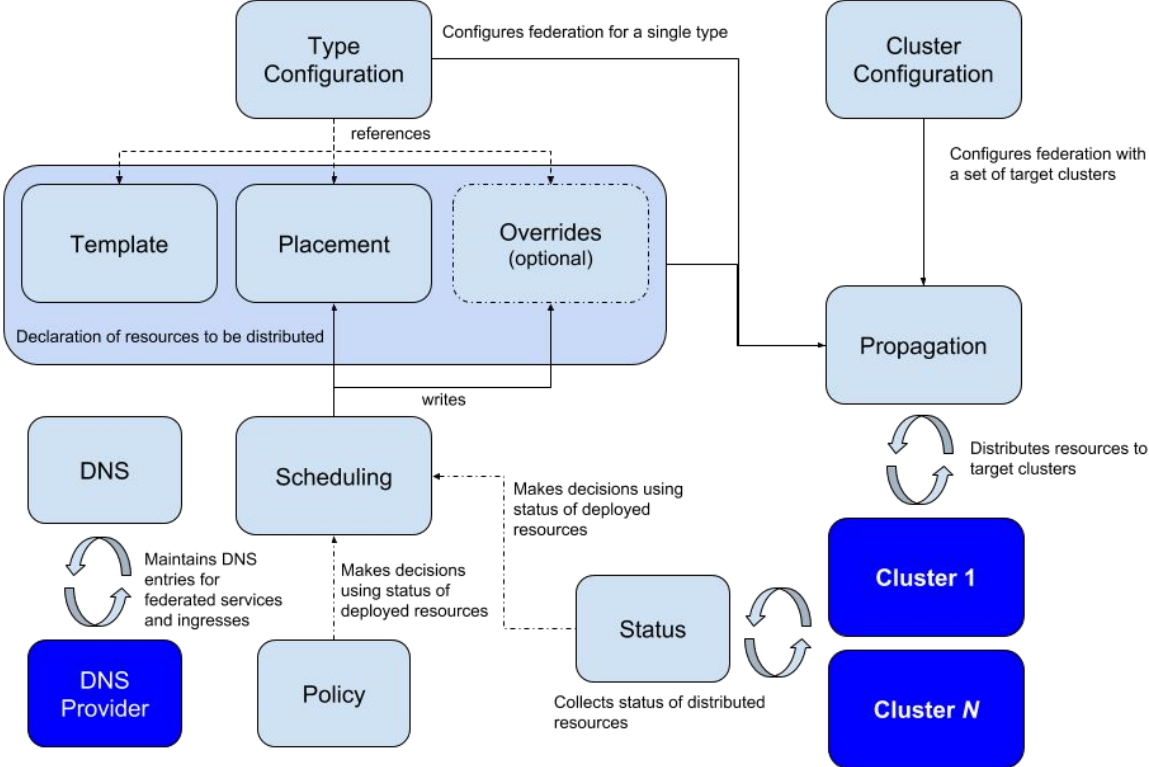 Type
Configuration
Configures federation for a single type
Cluster
Configuration
references
Configures federation with
a set of target clusters
Template
Placement
Overrides
(optional)
Declaration of resources to be distributed
Propagation
writes
DNS
Scheduling
Distributes resources to
target clusters
Makes decisions using
status of deployed
resources
Maintains DNS
entries for
federated services
and ingresses
Makes decisions
using status of
deployed resources
Cluster 1
Status
DNS
Provider
Policy
Collects status of distributed
resources
Cluster N